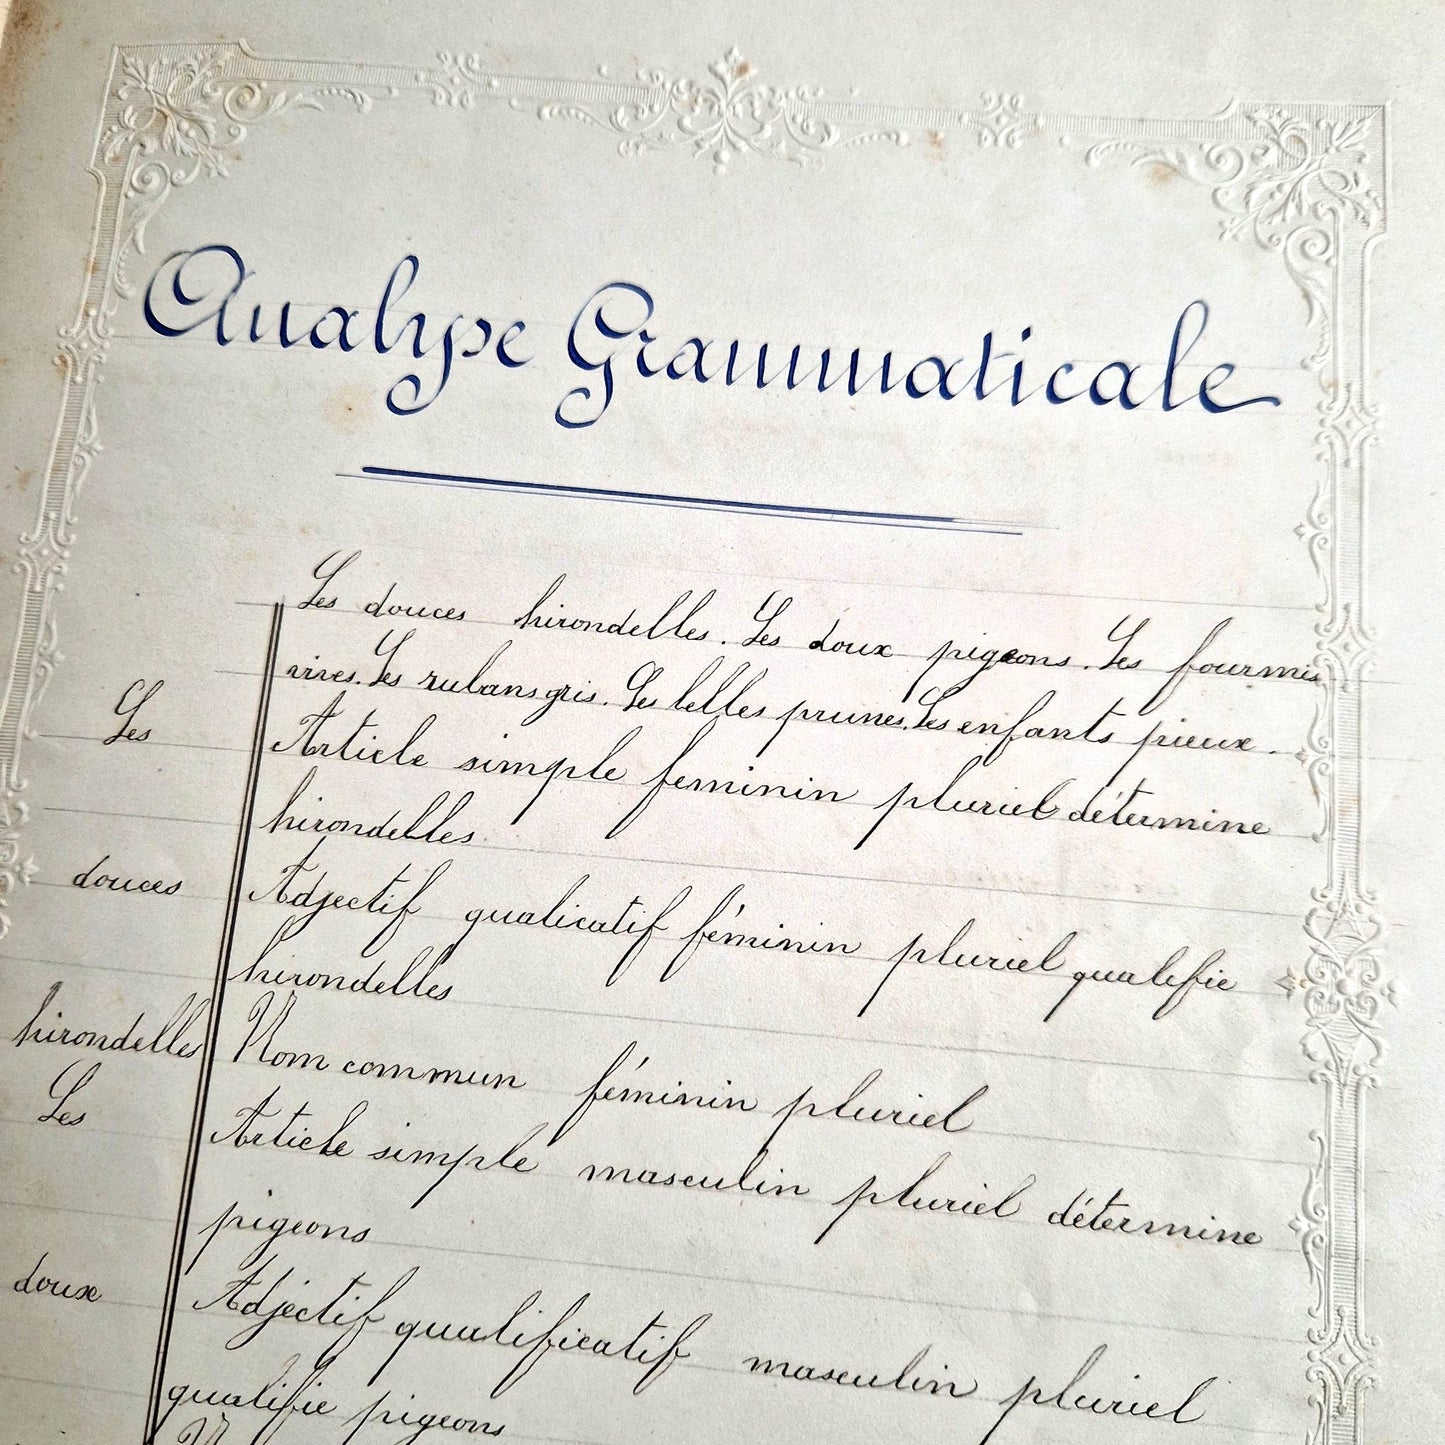 Analyse Grammaticale
Les douces hirondelles. Les doux pigeons. Les fourmis
vives. Les rubans gris. Les belles prunes. Les enfants pieux.
Les Article simple feminin pluriel détermine
hirondelles.
douces Adjectif qualicatif féminin pluriel qualifie
hirondelles
hirondelles Nom commun féminin pluriel
Les Article simple masculin pluriel détermine
pigeons
doux Adjectif qualificatif masculin pluriel
qualifie pigeons